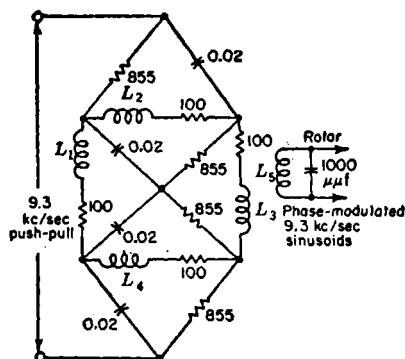 0.02
855
L2
100
L1
0.02
100
Rotor
855
L5
1000
μμf
9.3
kc/sec
push-pull
100
855
L3
Phase-modulated
9.3 kc/sec
sinusoids
0.02
100
L4
0.02
855